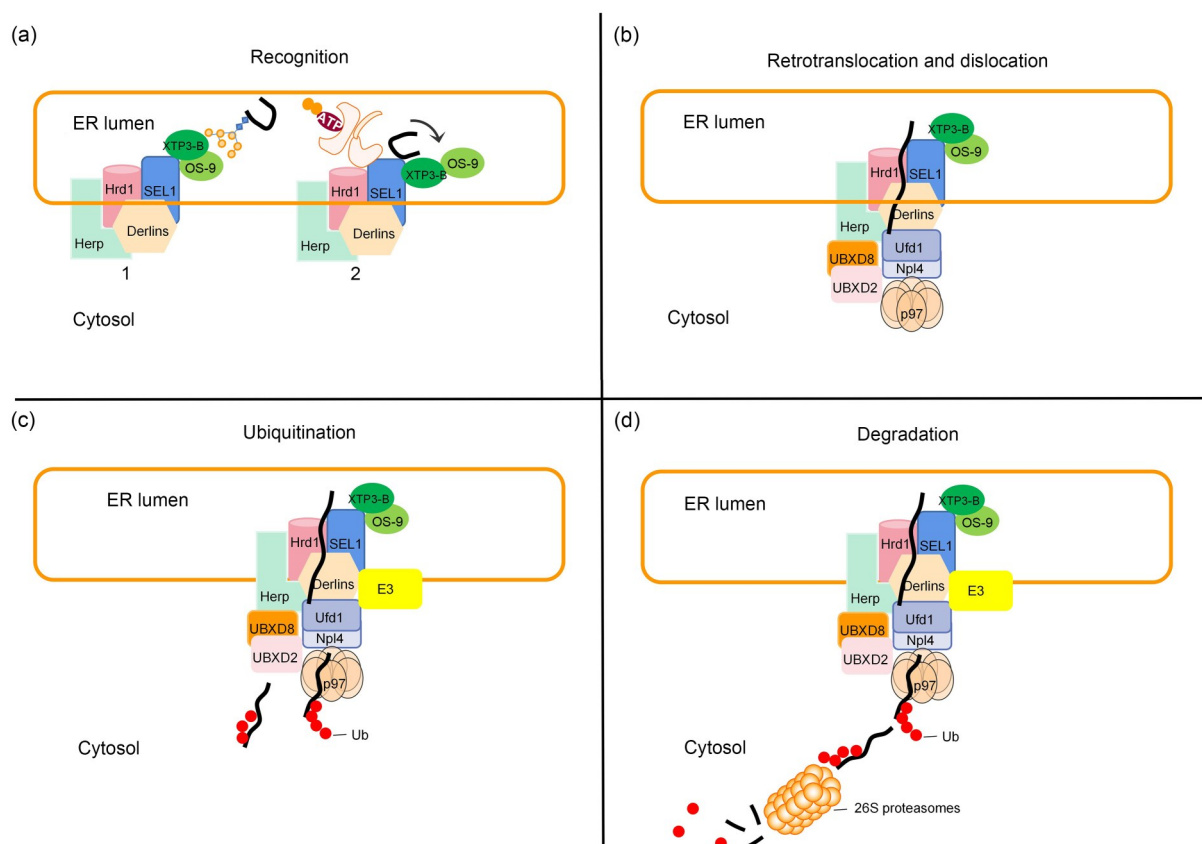 (a)
Recognition
ER lumen
XTP3-B
OS-9
Hrd1
SEL1
Derlins
Herp
1
ATP
OS-9
XTP3-B
Hrd1
SEL1
Derlins
Herp
2
Cytosol
(b)
Retrotranslocation and dislocation
ER lumen
XTP3-B
OS-9
Hrd1
SEL1
Derlins
Herp
Ufd1
UBXD8
Npl4
UBXD2
p97
Cytosol
(c)
Ubiquitination
ER lumen
XTP3-B
OS-9
Hrd1
SEL1
Derlins
E3
Herp
Ufd1
UBXD8
Npl4
UBXD2
p97
Ub
Cytosol
(d)
Degradation
ER lumen
XTP3-B
OS-9
Hrd1
SEL1
Derlins
E3
Herp
Ufd1
UBXD8
Npl4
UBXD2
p97
Ub
Cytosol
26S proteasomes